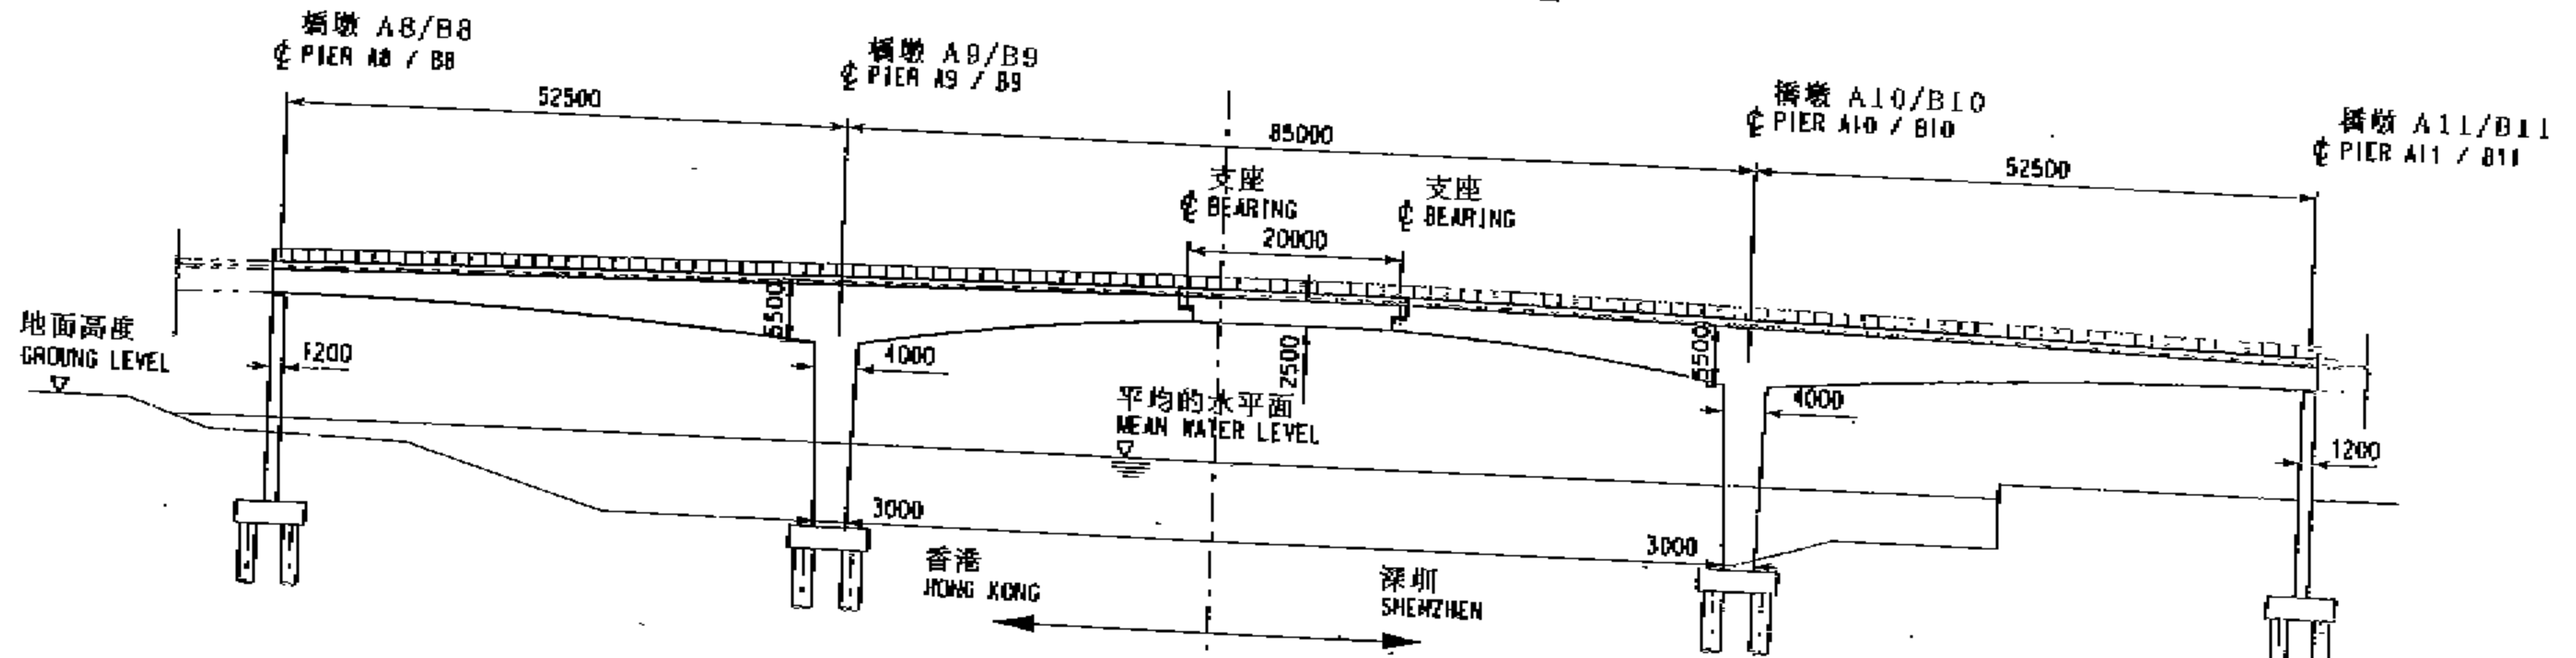 橋墩 A8/B8
℄ PIER A8 / B8
橋墩 A9/B9
℄ PIER A9 / B9
橋墩 A10/B10
℄ PIER A10 / B10
橋墩 A11/B11
℄ PIER A11 / B11
52500
85000
52500
支座
℄ BEARING
支座
℄ BEARING
20000
5500
5500
2500
地面高度
GROUNG LEVEL
1200
4000
4000
1200
平均的水平面
MEAN WATER LEVEL
3000
3000
香港
HONG KONG
深圳
SHENZHEN